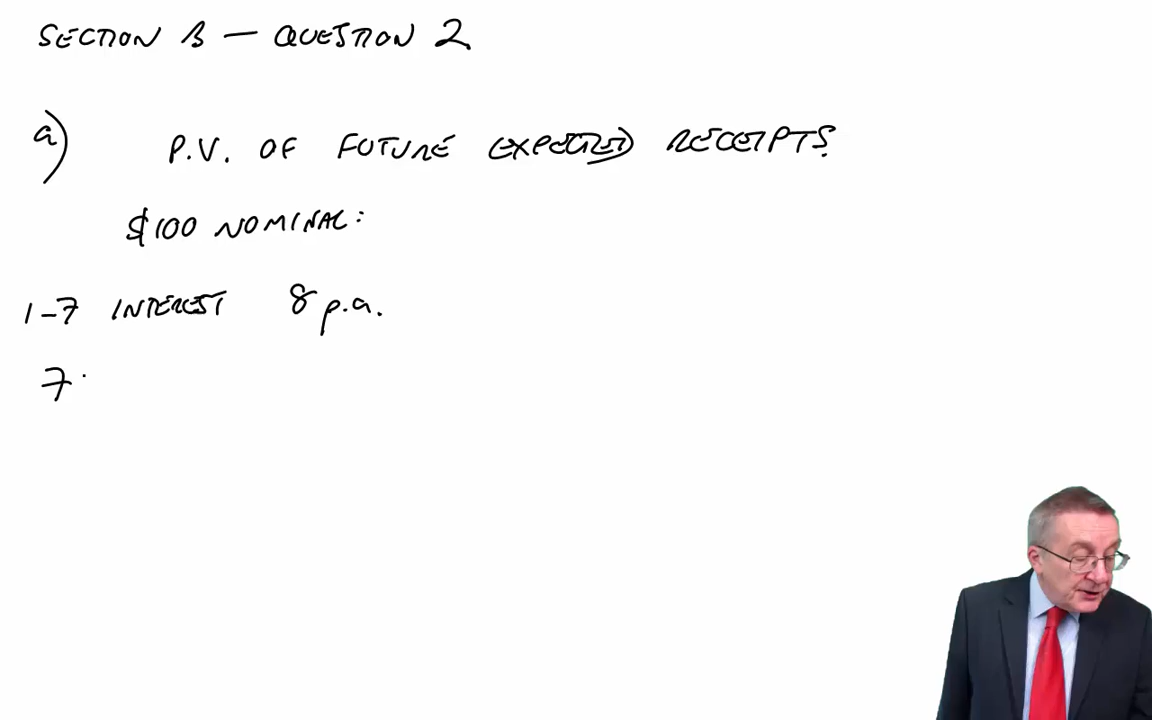 SECTION B — QUESTION 2
a) P.V. OF FUTURE EXPECTED RECEIPTS
$100 NOMINAL:
1-7 INTEREST 8 p.a.
7